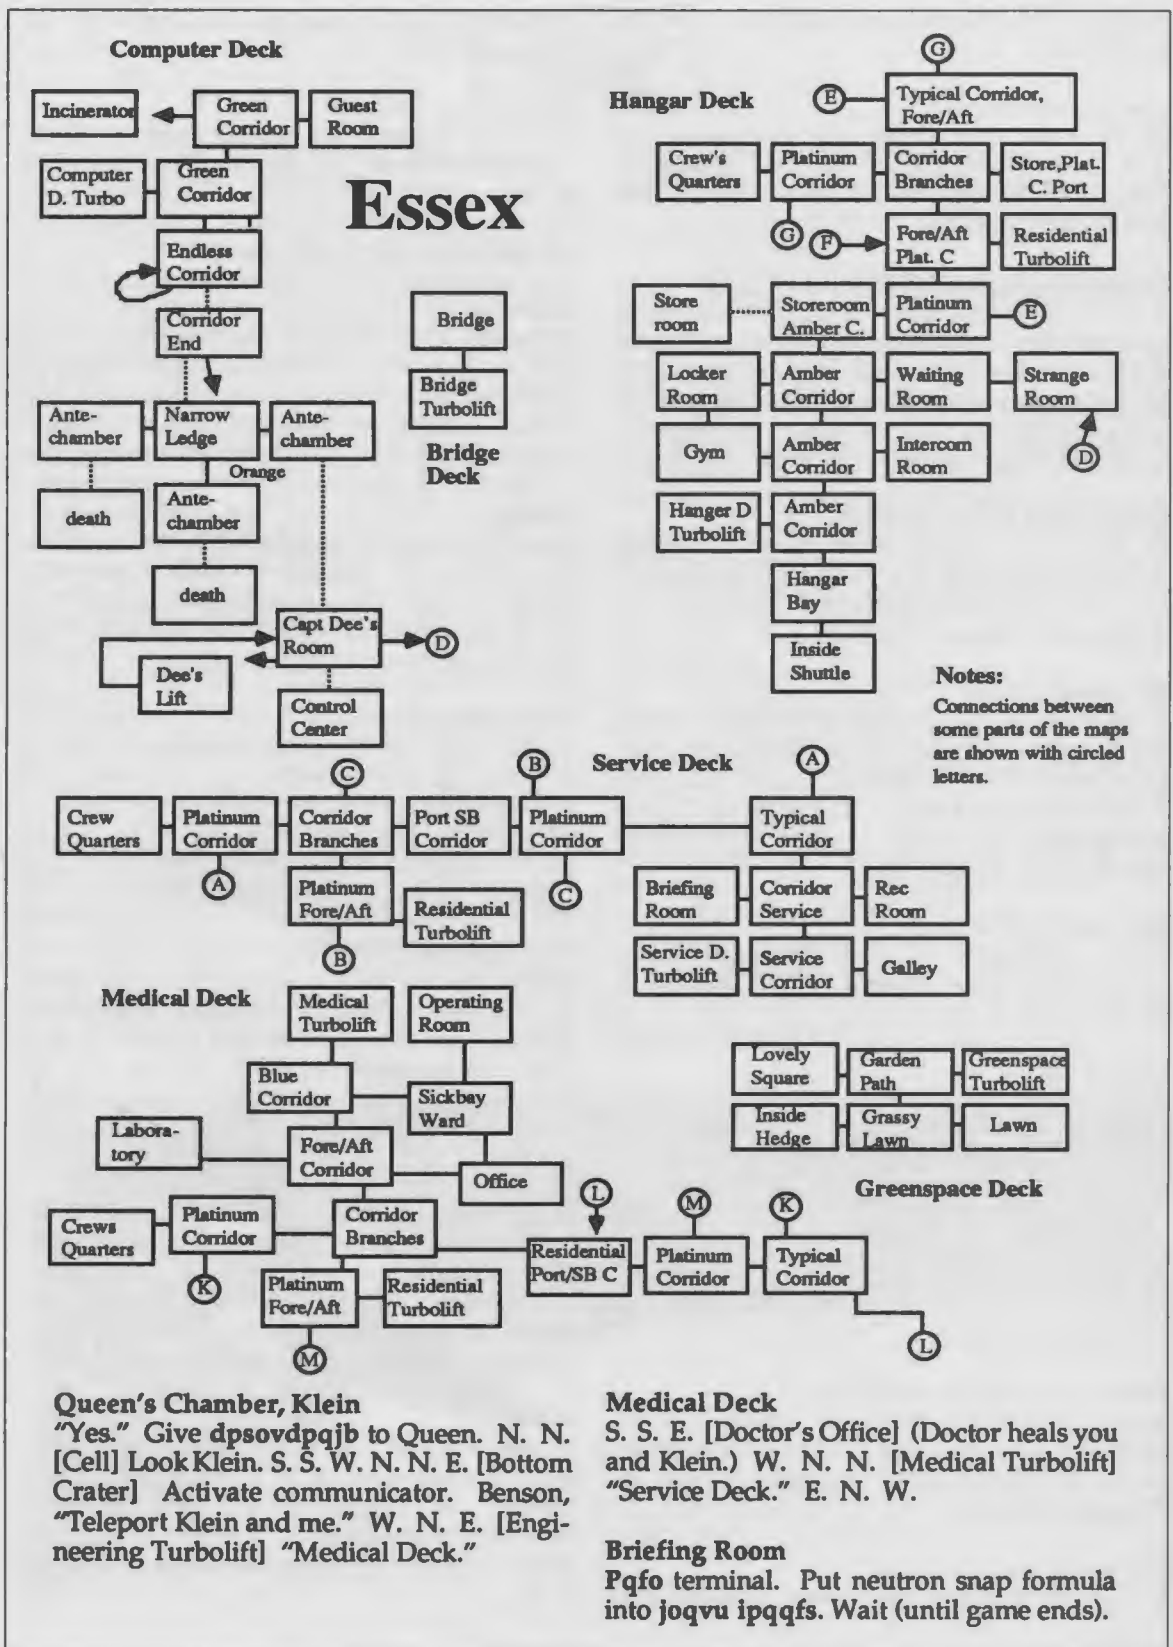 Computer Deck
Incinerator
Green
Corridor
Guest
Room
Computer
D. Turbo
Green
Corridor
Essex
Endless
Corridor
Corridor
End
Bridge
Bridge
Turbolift
Bridge
Deck
Ante-
chamber
Narrow
Ledge
Ante-
chamber
Orange
death
Ante-
chamber
death
Capt Dee's
Room
D
Dee's
Lift
Control
Center
Hangar Deck
G
E
Typical Corridor,
Fore/Aft
Crew's
Quarters
Platinum
Corridor
Corridor
Branches
Store,Plat.
C. Port
G
F
Fore/Aft
Plat. C
Residential
Turbolift
Store
room
Storeroom
Amber C.
Platinum
Corridor
E
Locker
Room
Amber
Corridor
Waiting
Room
Strange
Room
Gym
Amber
Corridor
Intercom
Room
D
Hanger D
Turbolift
Amber
Corridor
Hangar
Bay
Inside
Shuttle
Notes:
Connections between
some parts of the maps
are shown with circled
letters.
Service Deck
C
B
A
Crew
Quarters
Platinum
Corridor
Corridor
Branches
Port SB
Corridor
Platinum
Corridor
Typical
Corridor
A
Platinum
Fore/Aft
Residential
Turbolift
C
B
Briefing
Room
Corridor
Service
Rec
Room
Service D.
Turbolift
Service
Corridor
Galley
Medical Deck
Medical
Turbolift
Operating
Room
Blue
Corridor
Sickbay
Ward
Labora-
tory
Fore/Aft
Corridor
Office
Crews
Quarters
Platinum
Corridor
Corridor
Branches
L
M
K
Residential
Port/SB C
Platinum
Corridor
Typical
Corridor
K
Platinum
Fore/Aft
Residential
Turbolift
M
L
Lovely
Square
Garden
Path
Greenspace
Turbolift
Inside
Hedge
Grassy
Lawn
Lawn
Greenspace Deck
Queen's Chamber, Klein
"Yes." Give dpsovdpqjb to Queen. N. N.
[Cell] Look Klein. S. S. W. N. N. E. [Bottom
Crater] Activate communicator. Benson,
"Teleport Klein and me." W. N. E. [Engi-
neering Turbolift] "Medical Deck."
Medical Deck
S. S. E. [Doctor's Office] (Doctor heals you
and Klein.) W. N. N. [Medical Turbolift]
"Service Deck." E. N. W.
Briefing Room
Pqfo terminal. Put neutron snap formula
into joqvu ipqqfs. Wait (until game ends).